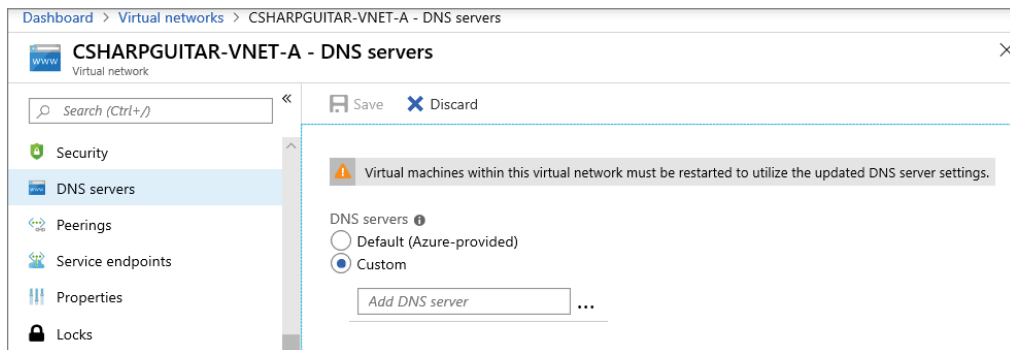 Dashboard > Virtual networks > CSHARPGUITAR-VNET-A - DNS servers
CSHARPGUITAR-VNET-A - DNS servers
www
Virtual network
Search (Ctrl+/)
Security
DNS servers
Peerings
Service endpoints
Properties
Locks
Save
Discard
Virtual machines within this virtual network must be restarted to utilize the updated DNS server settings.
DNS servers
Default (Azure-provided)
Custom
Add DNS server
...